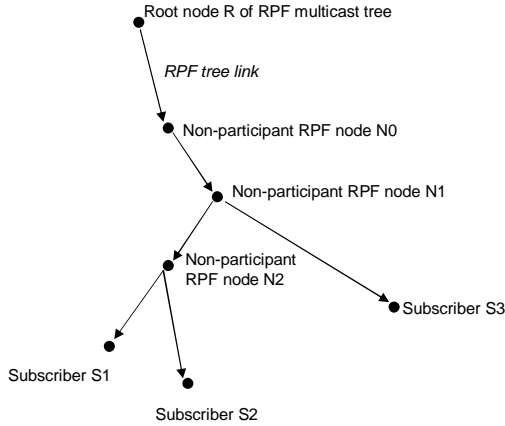 Root node R of RPF multicast tree
RPF tree link
Non-participant RPF node N0
Non-participant RPF node N1
Non-participant
RPF node N2
Subscriber S3
Subscriber S1
Subscriber S2